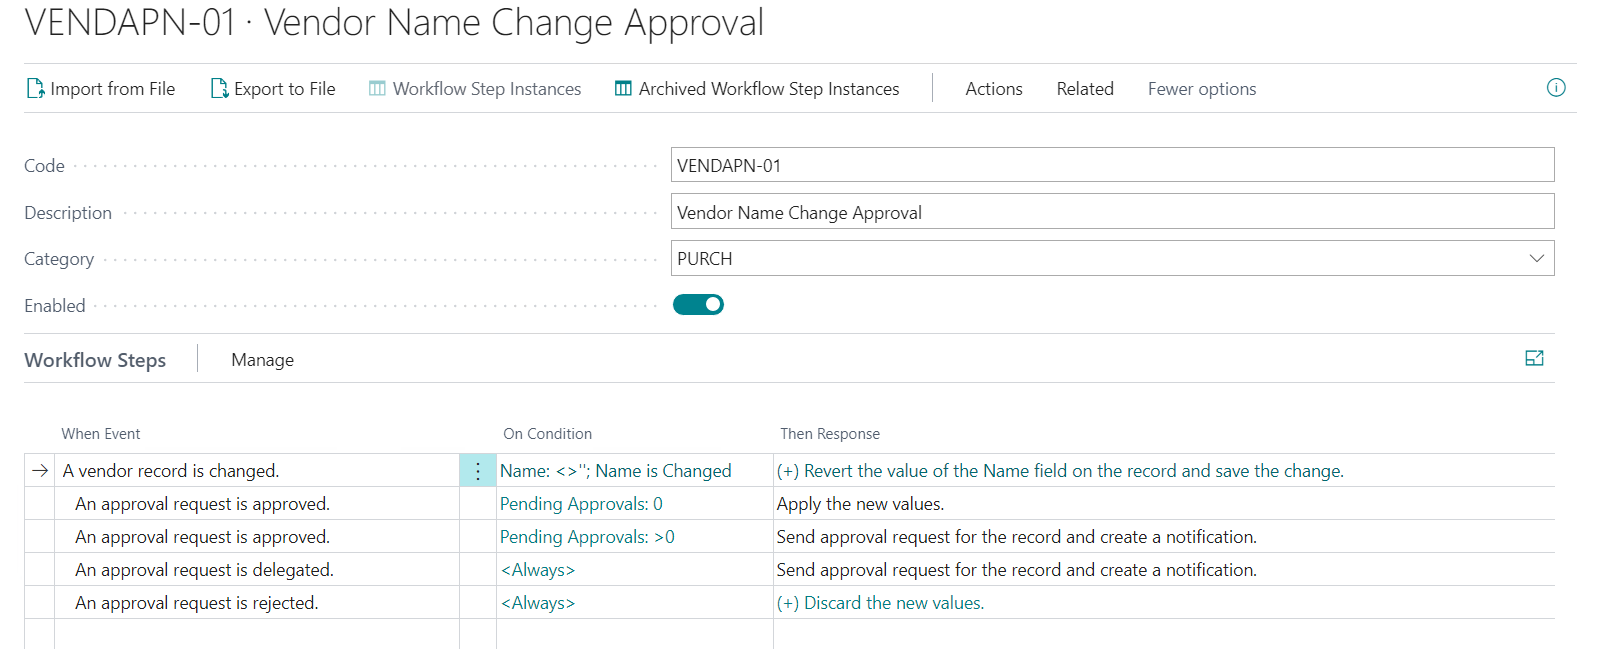 VENDAPN-01 · Vendor Name Change Approval
Import from File Export to File Workflow Step Instances Archived Workflow Step Instances Actions Related Fewer options
Code VENDAPN-01
Description Vendor Name Change Approval
Category PURCH
Enabled
Workflow Steps Manage
When Event On Condition Then Response
A vendor record is changed. Name: <>''; Name is Changed (+) Revert the value of the Name field on the record and save the change.
An approval request is approved. Pending Approvals: 0 Apply the new values.
An approval request is approved. Pending Approvals: >0 Send approval request for the record and create a notification.
An approval request is delegated. <Always> Send approval request for the record and create a notification.
An approval request is rejected. <Always> (+) Discard the new values.